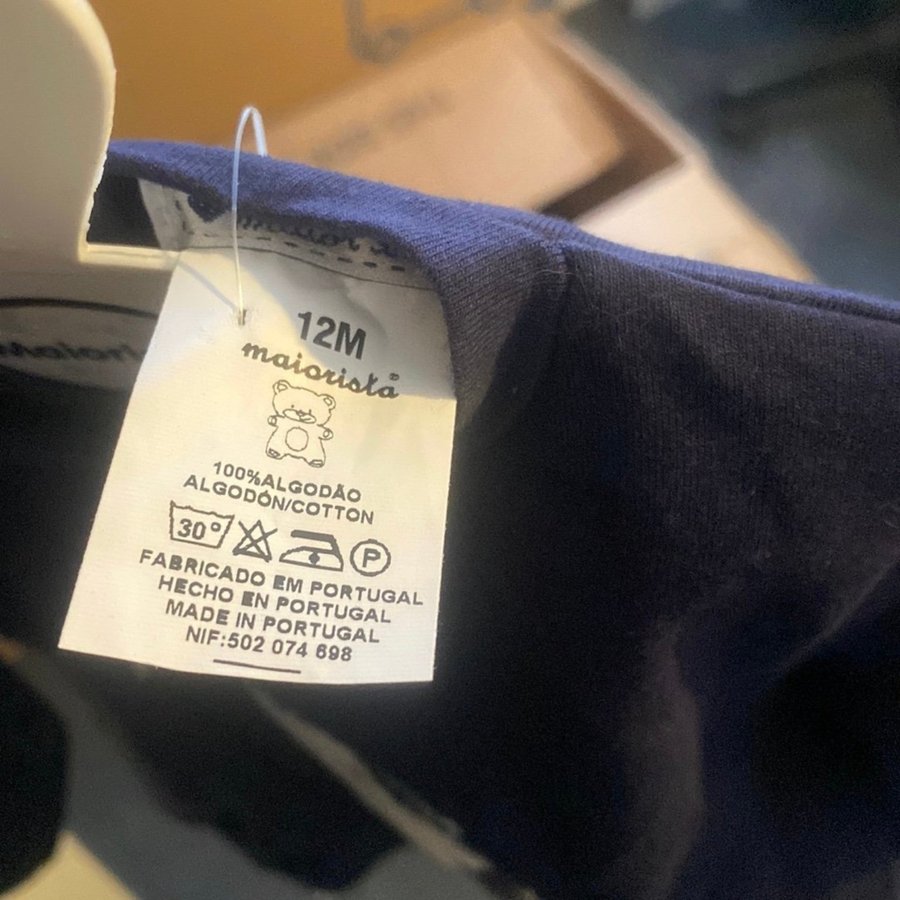 12M
maiorista®
100%ALGODÃO
ALGODÓN/COTTON
30°
P
FABRICADO EM PORTUGAL
HECHO EN PORTUGAL
MADE IN PORTUGAL
NIF:502 074 698